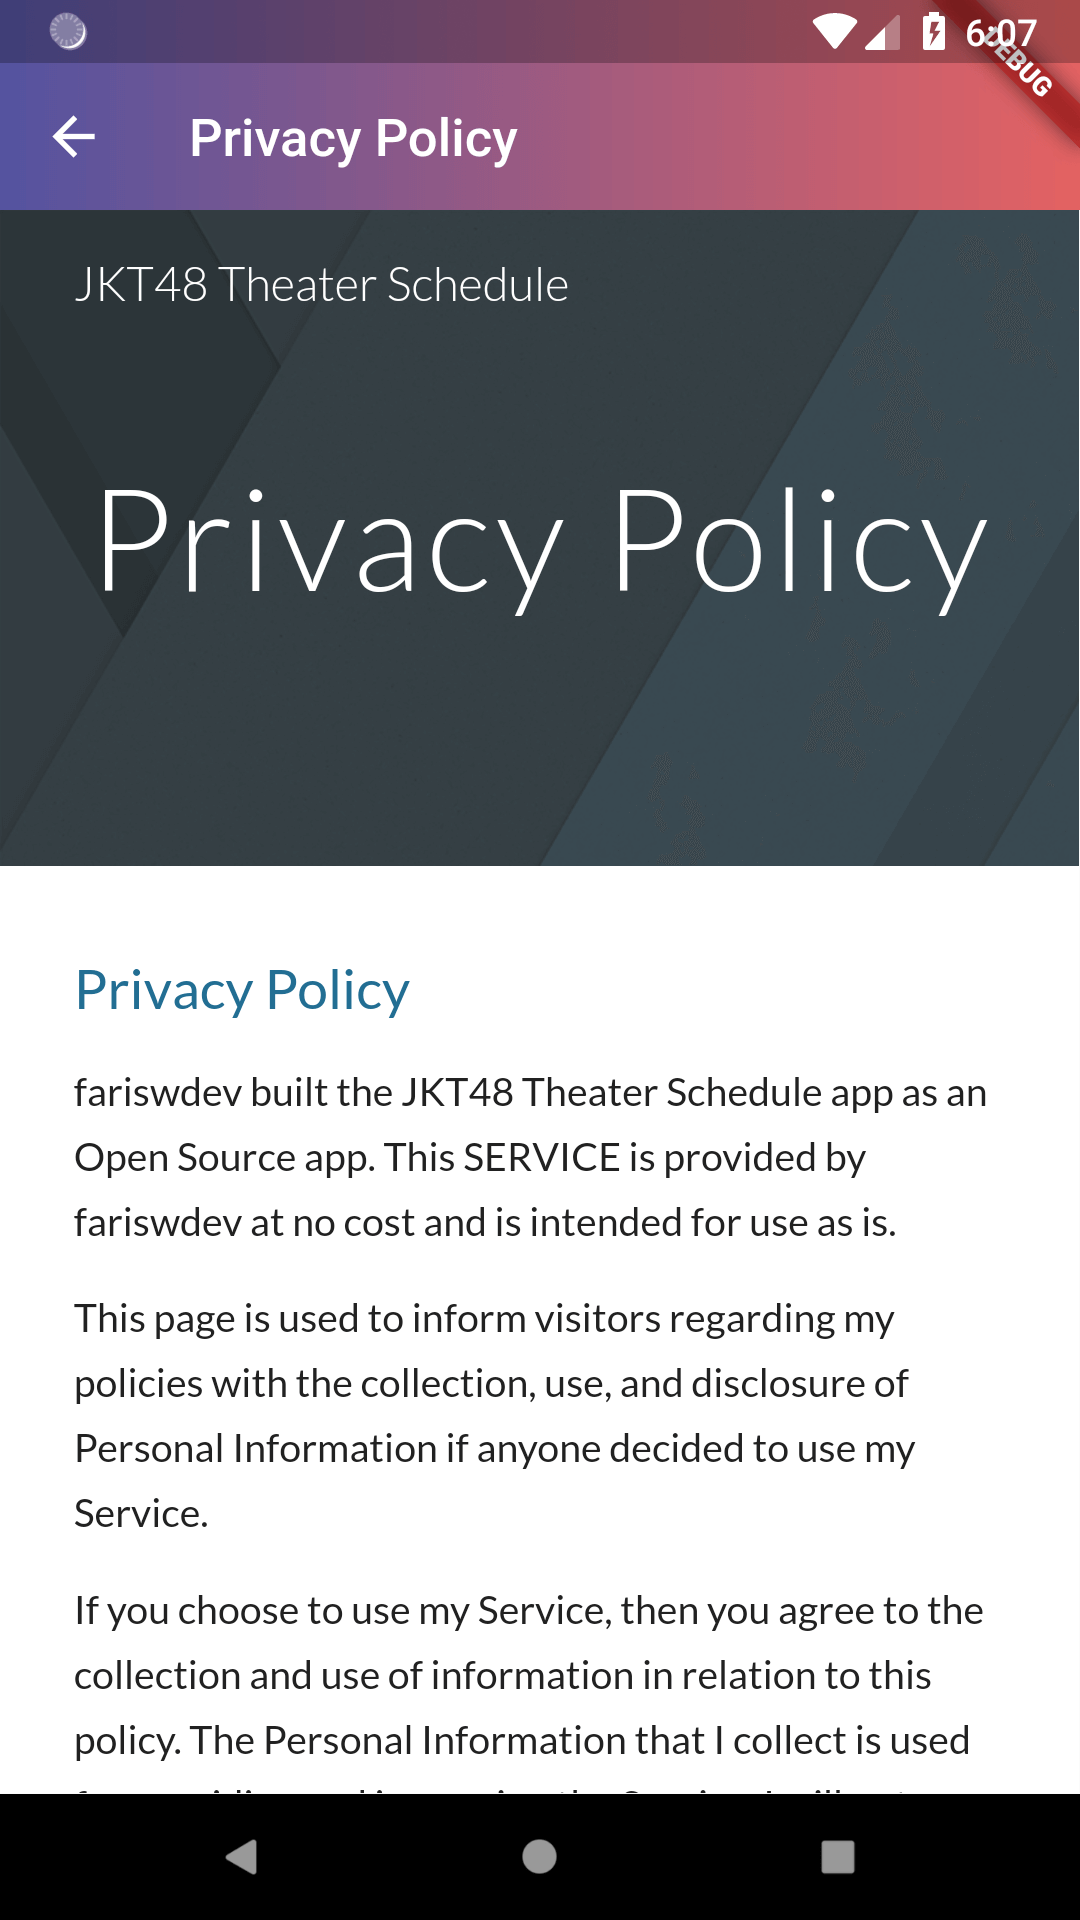 6:07
DEBUG
Privacy Policy
JKT48 Theater Schedule
Privacy Policy
Privacy Policy
fariswdev built the JKT48 Theater Schedule app as an
Open Source app. This SERVICE is provided by
fariswdev at no cost and is intended for use as is.
This page is used to inform visitors regarding my
policies with the collection, use, and disclosure of
Personal Information if anyone decided to use my
Service.
If you choose to use my Service, then you agree to the
collection and use of information in relation to this
policy. The Personal Information that I collect is used